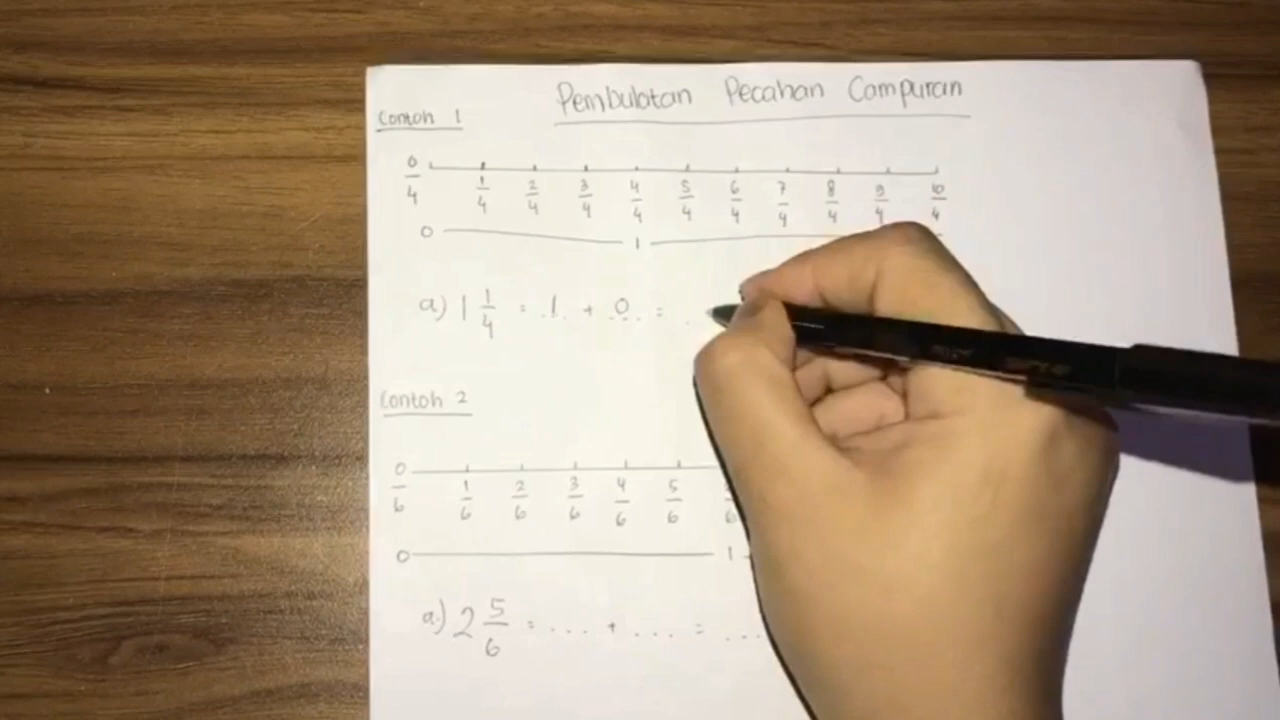 Pembulatan Pecahan Campuran
Contoh 1
0/4 1/4 2/4 3/4 4/4 5/4 6/4 7/4 8/4 9/4 10/4
0 1
a) 1 1/4 = .1. + .0. = .
Contoh 2
0/6 1/6 2/6 3/6 4/6 5/6
0 1
a.) 2 5/6 = ... + ... = ...